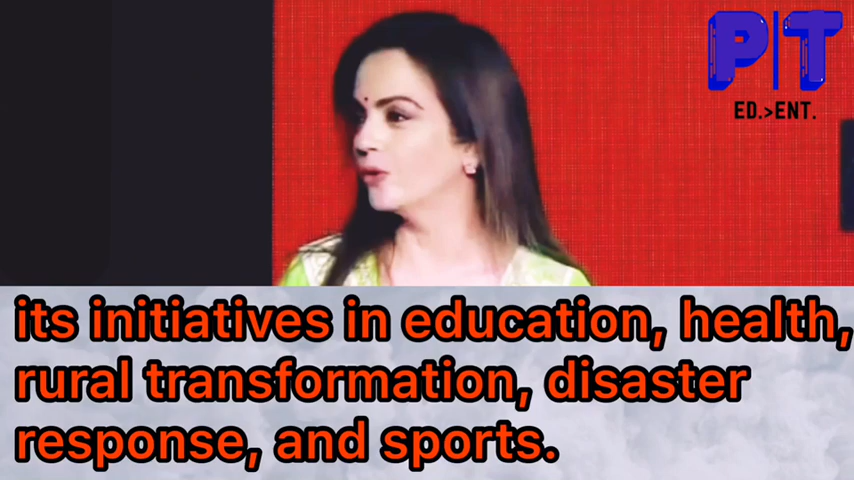 P|T
ED.>ENT.
its initiatives in education, health,
rural transformation, disaster
response, and sports.